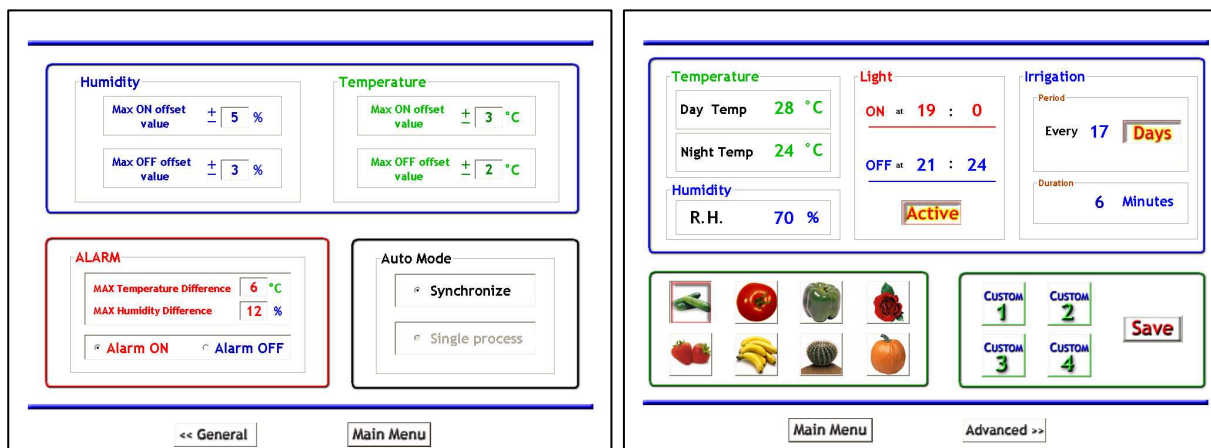 Humidity
Max ON offset value ± 5 %
Max OFF offset value ± 3 %
Temperature
Max ON offset value ± 3 °C
Max OFF offset value ± 2 °C
ALARM
MAX Temperature Difference 6 °C
MAX Humidity Difference 12 %
Alarm ON Alarm OFF
Auto Mode
Synchronize
Single process
<< General Main Menu
Temperature
Day Temp 28 °C
Night Temp 24 °C
Humidity
R.H. 70 %
Light
ON at 19 : 0
OFF at 21 : 24
Active
Irrigation
Period
Every 17 Days
Duration
6 Minutes
CUSTOM 1
CUSTOM 2
CUSTOM 3
CUSTOM 4
Save
Main Menu Advanced >>